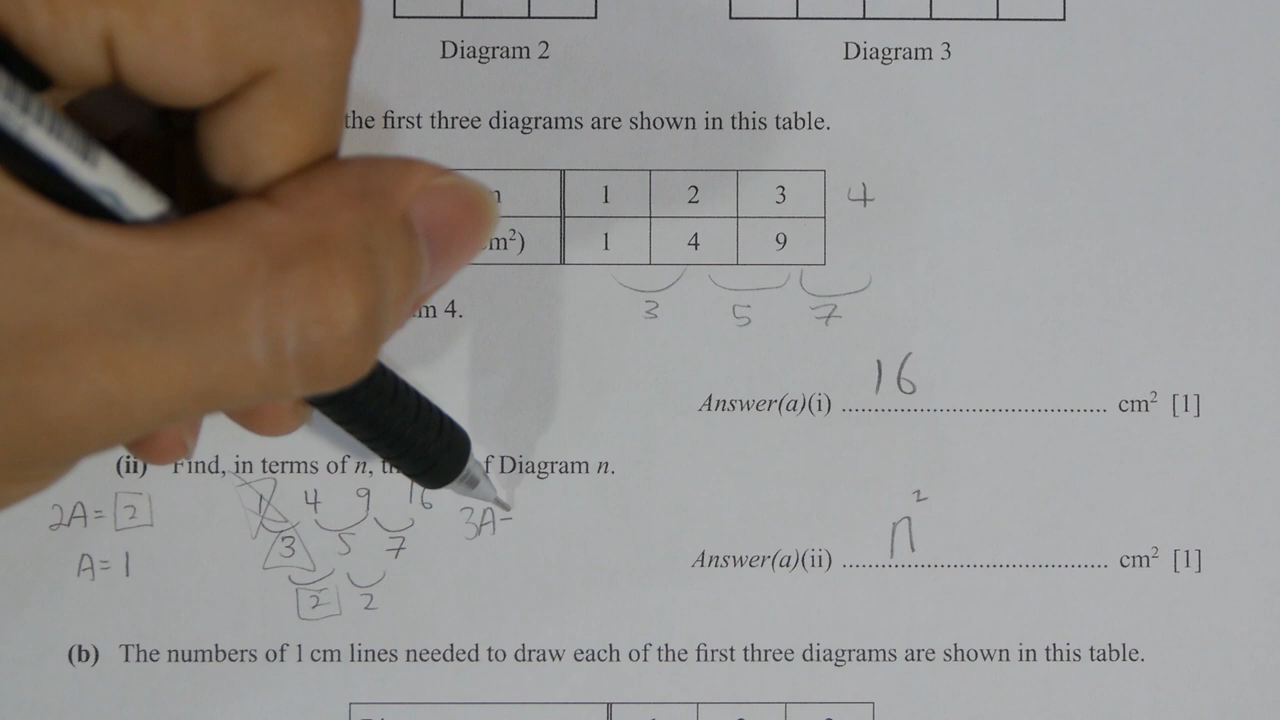 Diagram 2 Diagram 3
the first three diagrams are shown in this table.
n 1 2 3 4
m²) 1 4 9
3 5 7
m 4.
16
Answer(a)(i) .......................................... cm² [1]
(ii) Find, in terms of n, f Diagram n.
2A= 2 1 4 9 16 3A- n²
3 5 7
Answer(a)(ii) .......................................... cm² [1]
A= 1
2 2
(b) The numbers of 1 cm lines needed to draw each of the first three diagrams are shown in this table.